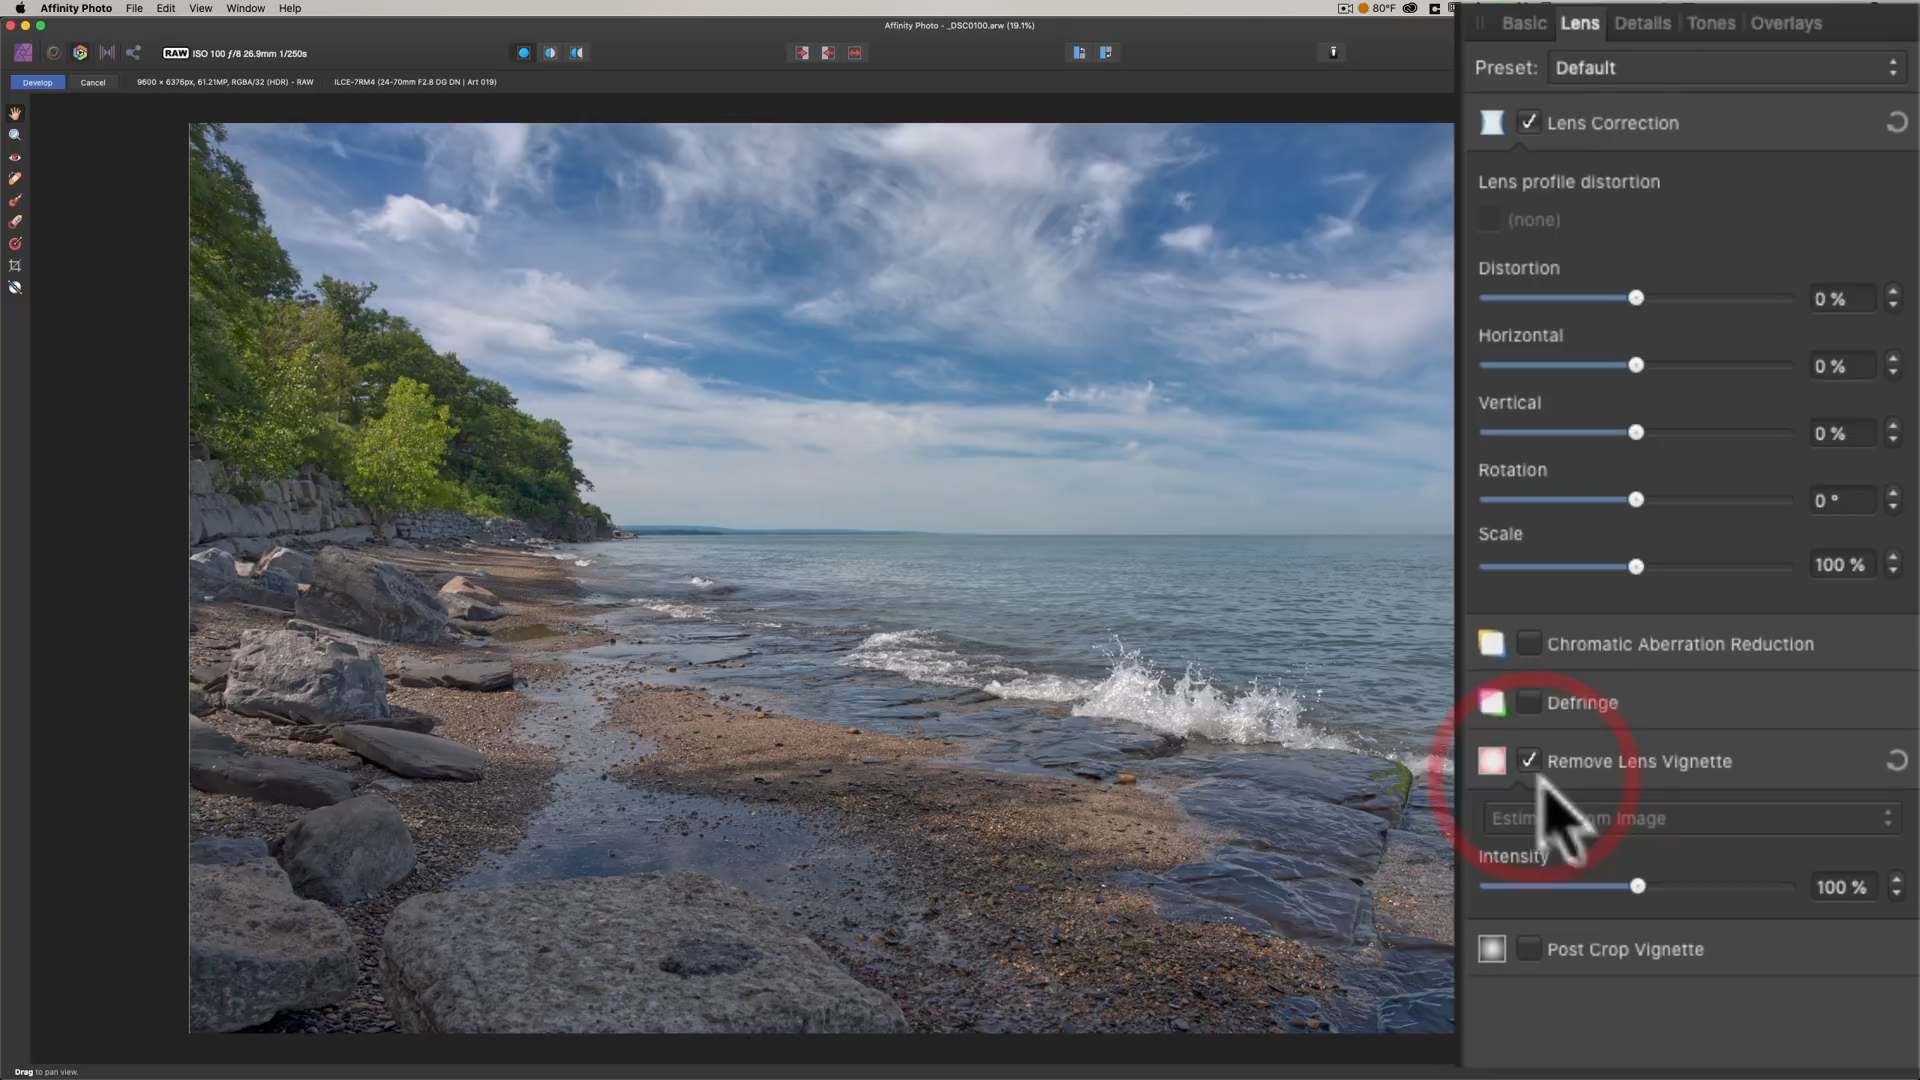 Affinity Photo File Edit View Window Help
80°F
Affinity Photo - _DSC0100.arw (19.1%)
RAW ISO 100 ƒ/8 26.9mm 1/250s
Develop Cancel 9600 × 6376px, 61.21MP, RGBA/32 (HDR) - RAW ILCE-7RM4 (24-70mm F2.8 DG DN | Art 019)
Basic Lens Details Tones Overlays
Preset: Default
Lens Correction
Lens profile distortion
(none)
Distortion
0 %
Horizontal
0 %
Vertical
0 %
Rotation
0 °
Scale
100 %
Chromatic Aberration Reduction
Defringe
Remove Lens Vignette
Image
Intensity
100 %
Post Crop Vignette
Drag to pan view.